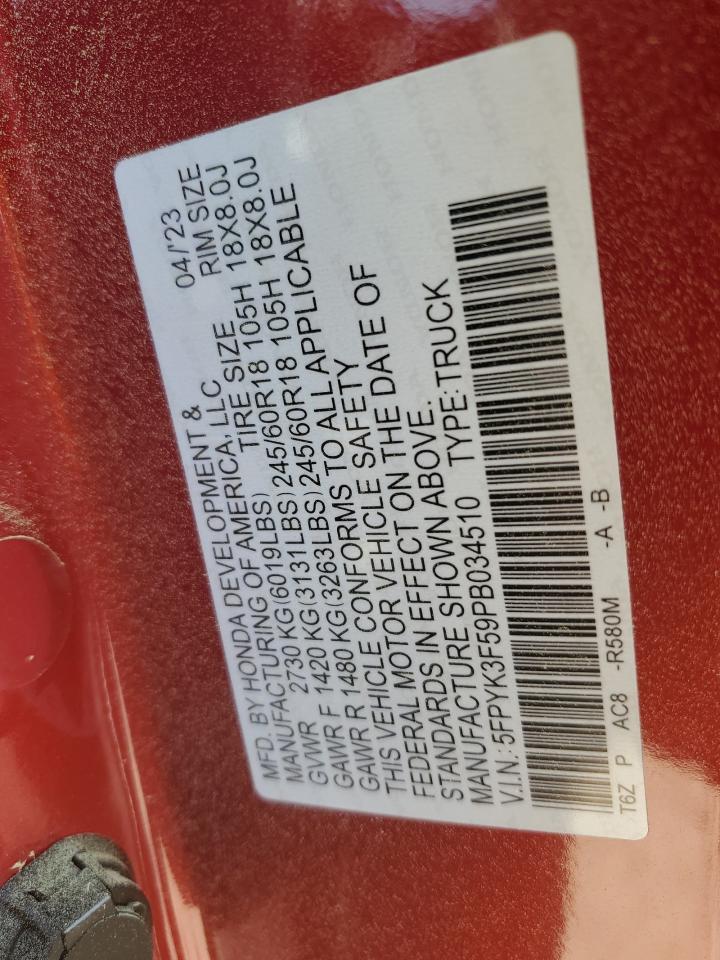 MFD. BY HONDA DEVELOPMENT & 04/'23
MANUFACTURING OF AMERICA, LLC RIM SIZE
GVWR 2730 KG(6019LBS) TIRE SIZE
GAWR F 1420 KG(3131LBS) 245/60R18 105H 18X8.0J
GAWR R 1480 KG(3263LBS) 245/60R18 105H 18X8.0J
THIS VEHICLE CONFORMS TO ALL APPLICABLE
FEDERAL MOTOR VEHICLE SAFETY
STANDARDS IN EFFECT ON THE DATE OF
MANUFACTURE SHOWN ABOVE.
V.I.N.: 5FPYK3F59PB034510 TYPE:TRUCK
T6Z P AC8 -R580M -A -B